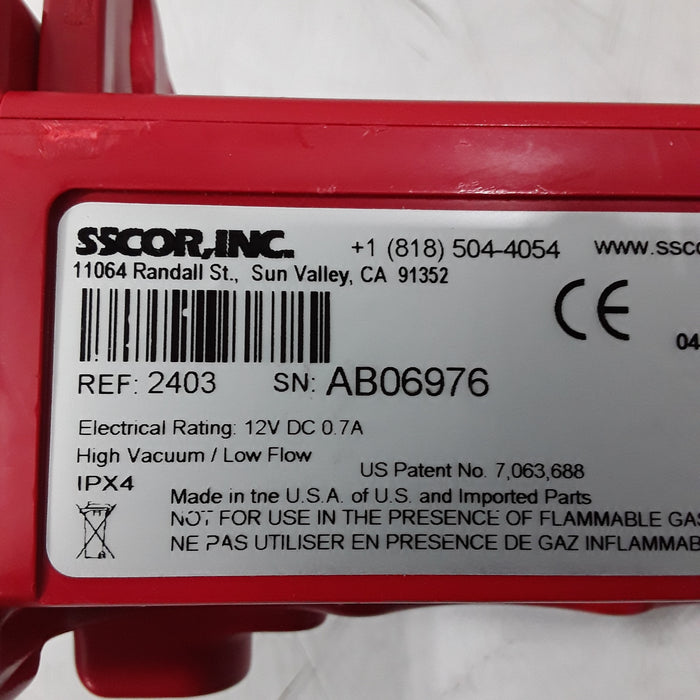 SSCOR,INC. +1 (818) 504-4054 www.ssco
11064 Randall St., Sun Valley, CA 91352
CE
04
REF: 2403 SN: AB06976
Electrical Rating: 12V DC 0.7A
High Vacuum / Low Flow
US Patent No. 7,063,688
IPX4
Made in the U.S.A. of U.S. and Imported Parts
NOT FOR USE IN THE PRESENCE OF FLAMMABLE GAS
NE PAS UTILISER EN PRESENCE DE GAZ INFLAMMAB